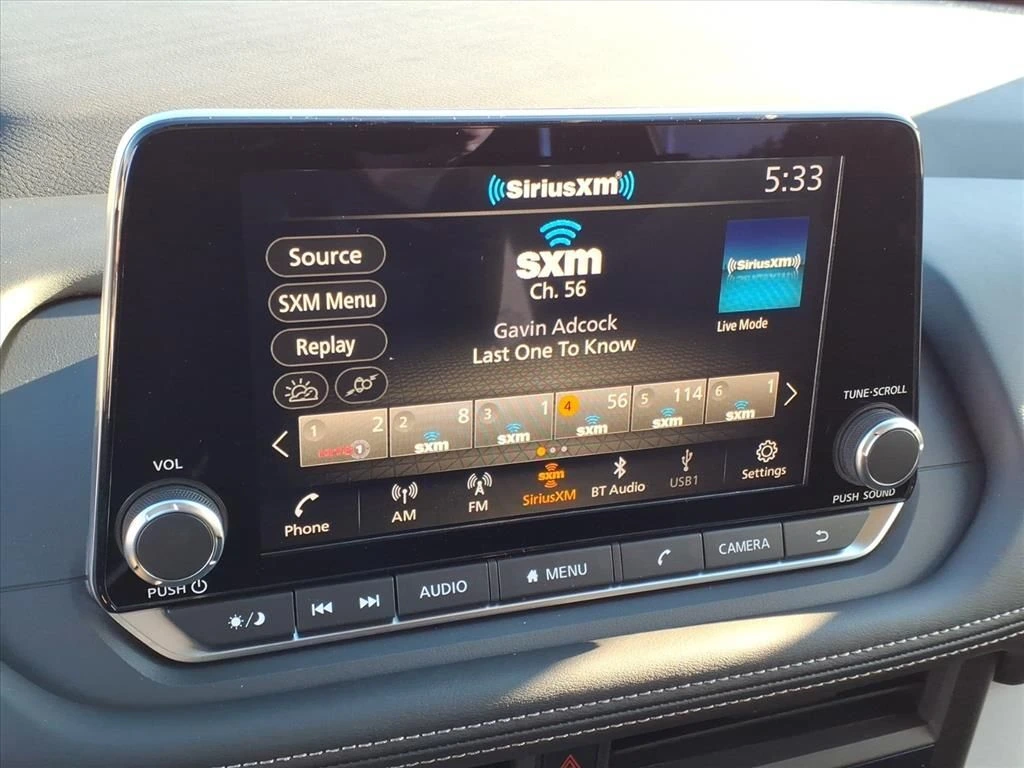 SiriusXM
5:33
Source
SXM Menu
Replay
sxm
Ch. 56
Gavin Adcock
Last One To Know
((SiriusXM))
Live Mode
1 2
2 8 sxm
3 1 sxm
4 56 sxm
5 114 sxm
6 1 sxm
Phone
AM
FM
sxm
SiriusXM
BT Audio
USB1
Settings
VOL
PUSH
TUNE·SCROLL
PUSH SOUND
AUDIO
MENU
CAMERA